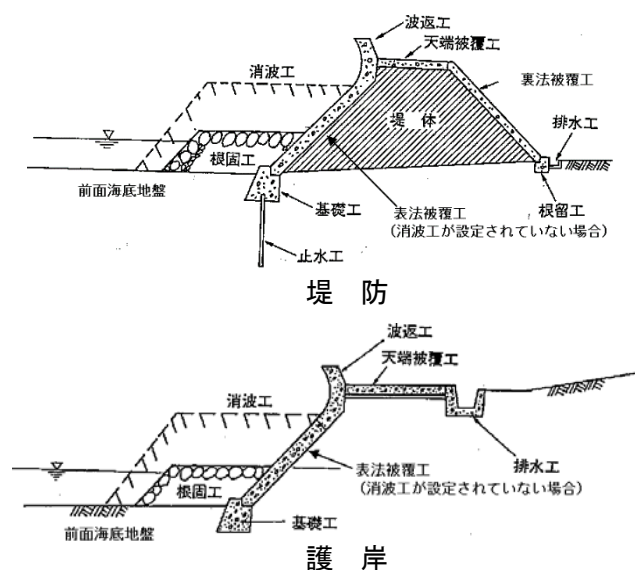 波返工
天端被覆工
消波工
裏法被覆工
堤体
排水工
根固工
前面海底地盤
基礎工
表法被覆工
(消波工が設定されていない場合)
根留工
止水工
堤 防
波返工
天端被覆工
消波工
表法被覆工
(消波工が設定されていない場合)
排水工
根固工
前面海底地盤
基礎工
護 岸